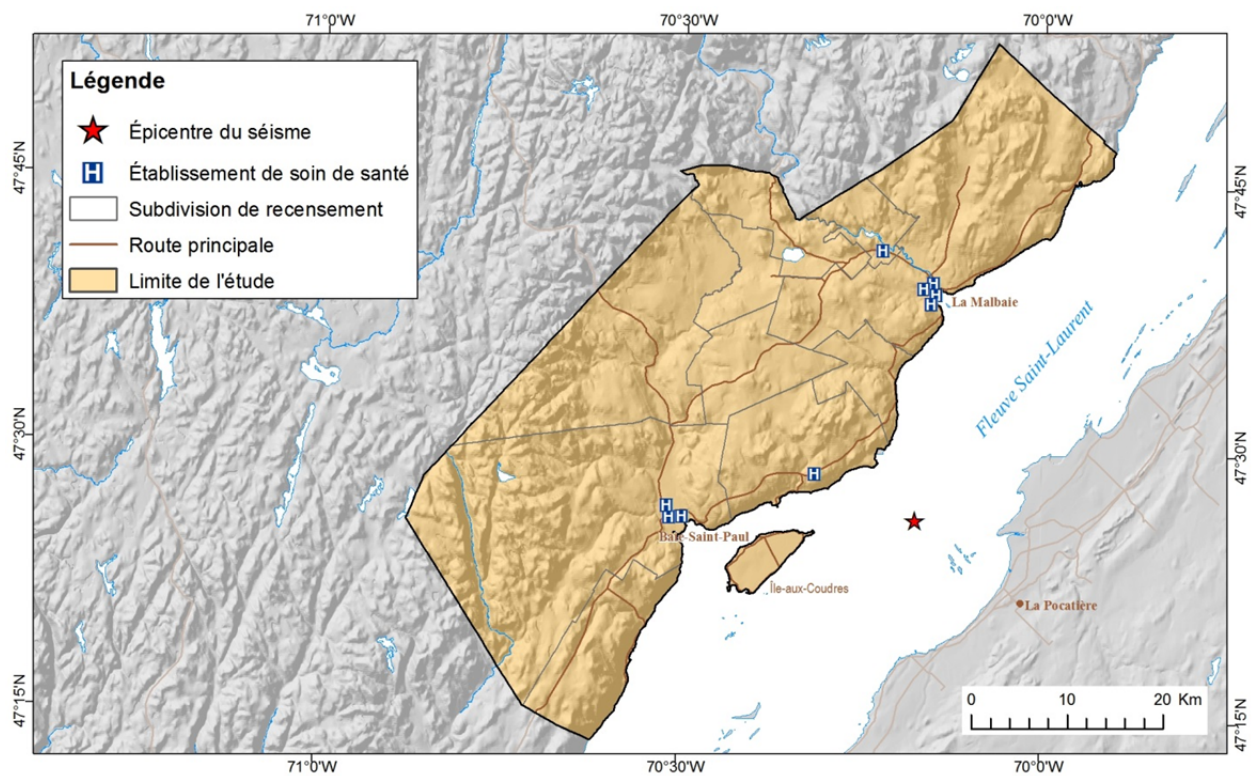 71°0'W
70°30'W
70°0'W
Légende
Épicentre du séisme
H
Établissement de soin de santé
Subdivision de recensement
Route principale
Limite de l'étude
47°45'N
47°45'N
H
H
H
H
H
La Malbaie
Fleuve Saint-Laurent
47°30'N
47°30'N
H
H
H
H
Baie-Saint-Paul
Île-aux-Coudres
La Pocatière
0
10
20 Km
47°15'N
47°15'N
71°0'W
70°30'W
70°0'W